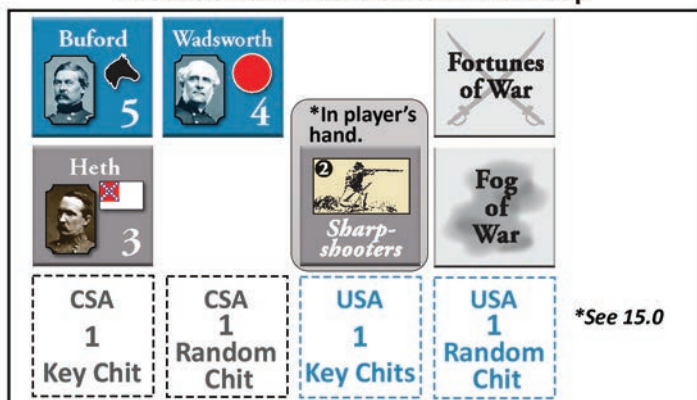 Buford
5
Wadsworth
4
Fortunes
of War
*In player's
hand.
Heth
3
2
Sharp-
shooters
Fog
of
War
CSA
1
Key Chit
CSA
1
Random
Chit
USA
1
Key Chits
USA
1
Random
Chit
*See 15.0